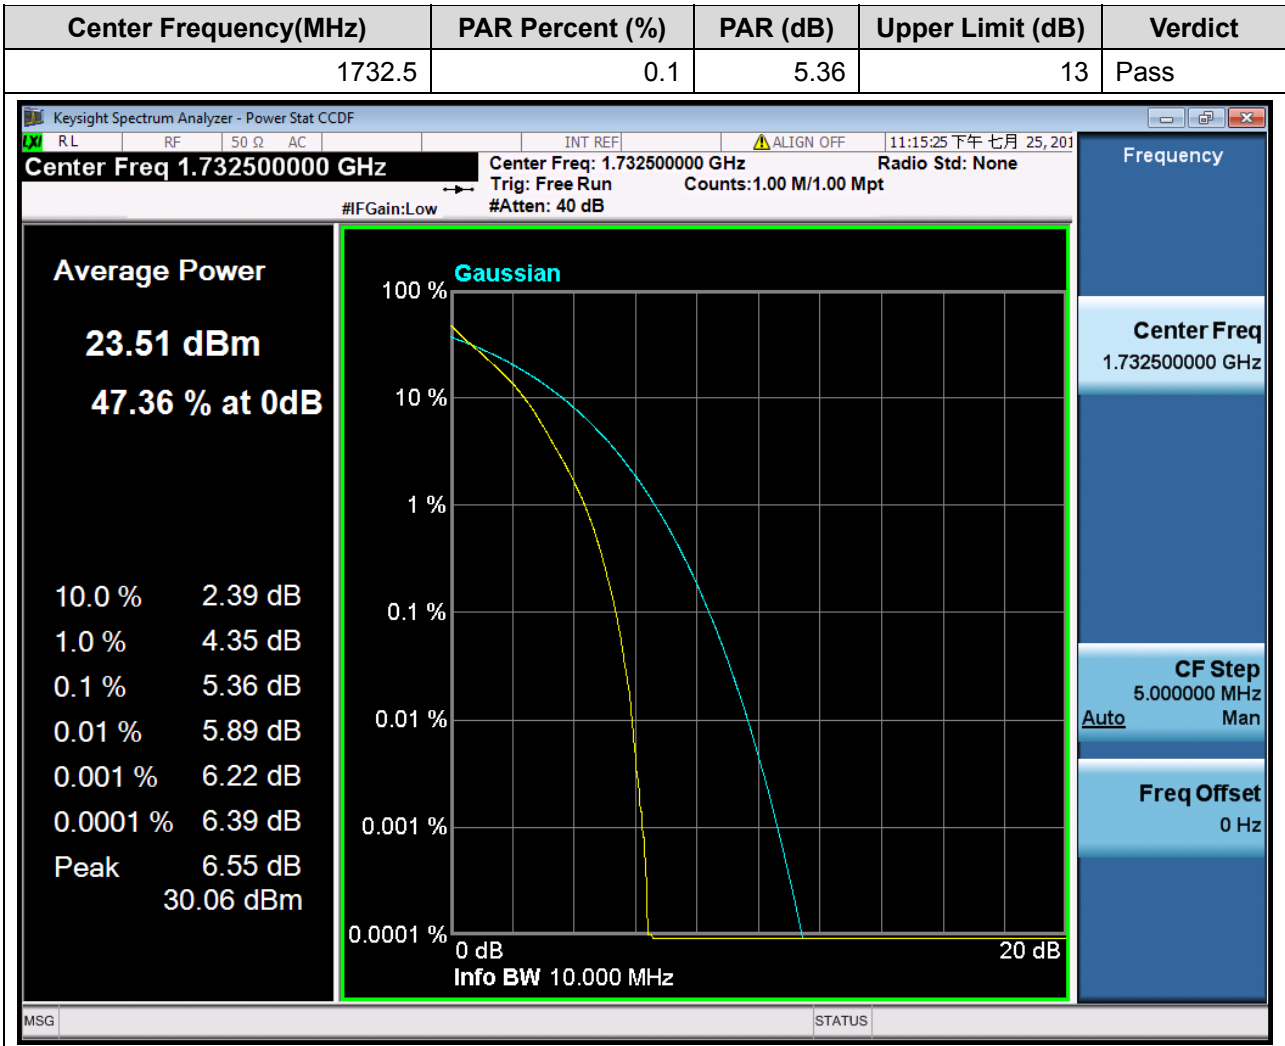 Center Frequency(MHz) PAR Percent (%) PAR (dB) Upper Limit (dB) Verdict
1732.5 0.1 5.36 13 Pass
Keysight Spectrum Analyzer - Power Stat CCDF
LXI RL RF 50 Ω AC INT REF ALIGN OFF 11:15:25 下午 七月 25, 201
Center Freq 1.732500000 GHz
Center Freq: 1.732500000 GHz Radio Std: None
Trig: Free Run Counts:1.00 M/1.00 Mpt
#IFGain:Low #Atten: 40 dB
Frequency
Average Power
23.51 dBm
47.36 % at 0dB
10.0 % 2.39 dB
1.0 % 4.35 dB
0.1 % 5.36 dB
0.01 % 5.89 dB
0.001 % 6.22 dB
0.0001 % 6.39 dB
Peak 6.55 dB
30.06 dBm
Gaussian
100 %
10 %
1 %
0.1 %
0.01 %
0.001 %
0.0001 %
0 dB 20 dB
Info BW 10.000 MHz
Center Freq
1.732500000 GHz
CF Step
5.000000 MHz
Auto Man
Freq Offset
0 Hz
MSG STATUS